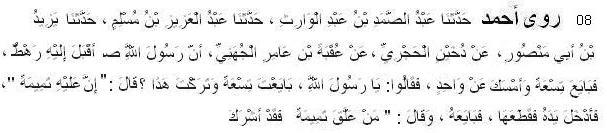 08 روى أحمد حَدَّثَنَا عَبْدُ الصَّمَدِ بْنُ عَبْدِ الْوَارِثِ ، حَدَّثَنَا عَبْدُ الْعَزِيزِ بْنُ مُسْلِمٍ ، حَدَّثَنَا يَزِيدُ
بْنُ أَبِي مَنْصُورٍ ، عَنْ دُخَيْنٍ الْحَجْرِيِّ ، عَنْ عُقْبَةَ بْنِ عَامِرٍ الْجُهَنِيِّ ، أَنَّ رَسُولَ اللَّهِ صـ أَقْبَلَ إِلَيْهِ رَهْطٌ ،
فَبَايَعَ تِسْعَةً وَأَمْسَكَ عَنْ وَاحِدٍ ، فَقَالُوا: يَا رَسُولَ اللَّهِ ، بَايَعْتَ تِسْعَةً وَتَرَكْتَ هَذَا ؟ قَالَ : " إِنَّ عَلَيْهِ تَمِيمَةً " ،
فَأَدْخَلَ يَدَهُ فَقَطَعَهَا ، فَبَايَعَهُ ، وَقَالَ : " مَنْ عَلَّقَ تَمِيمَةً فَقَدْ أَشْرَكَ